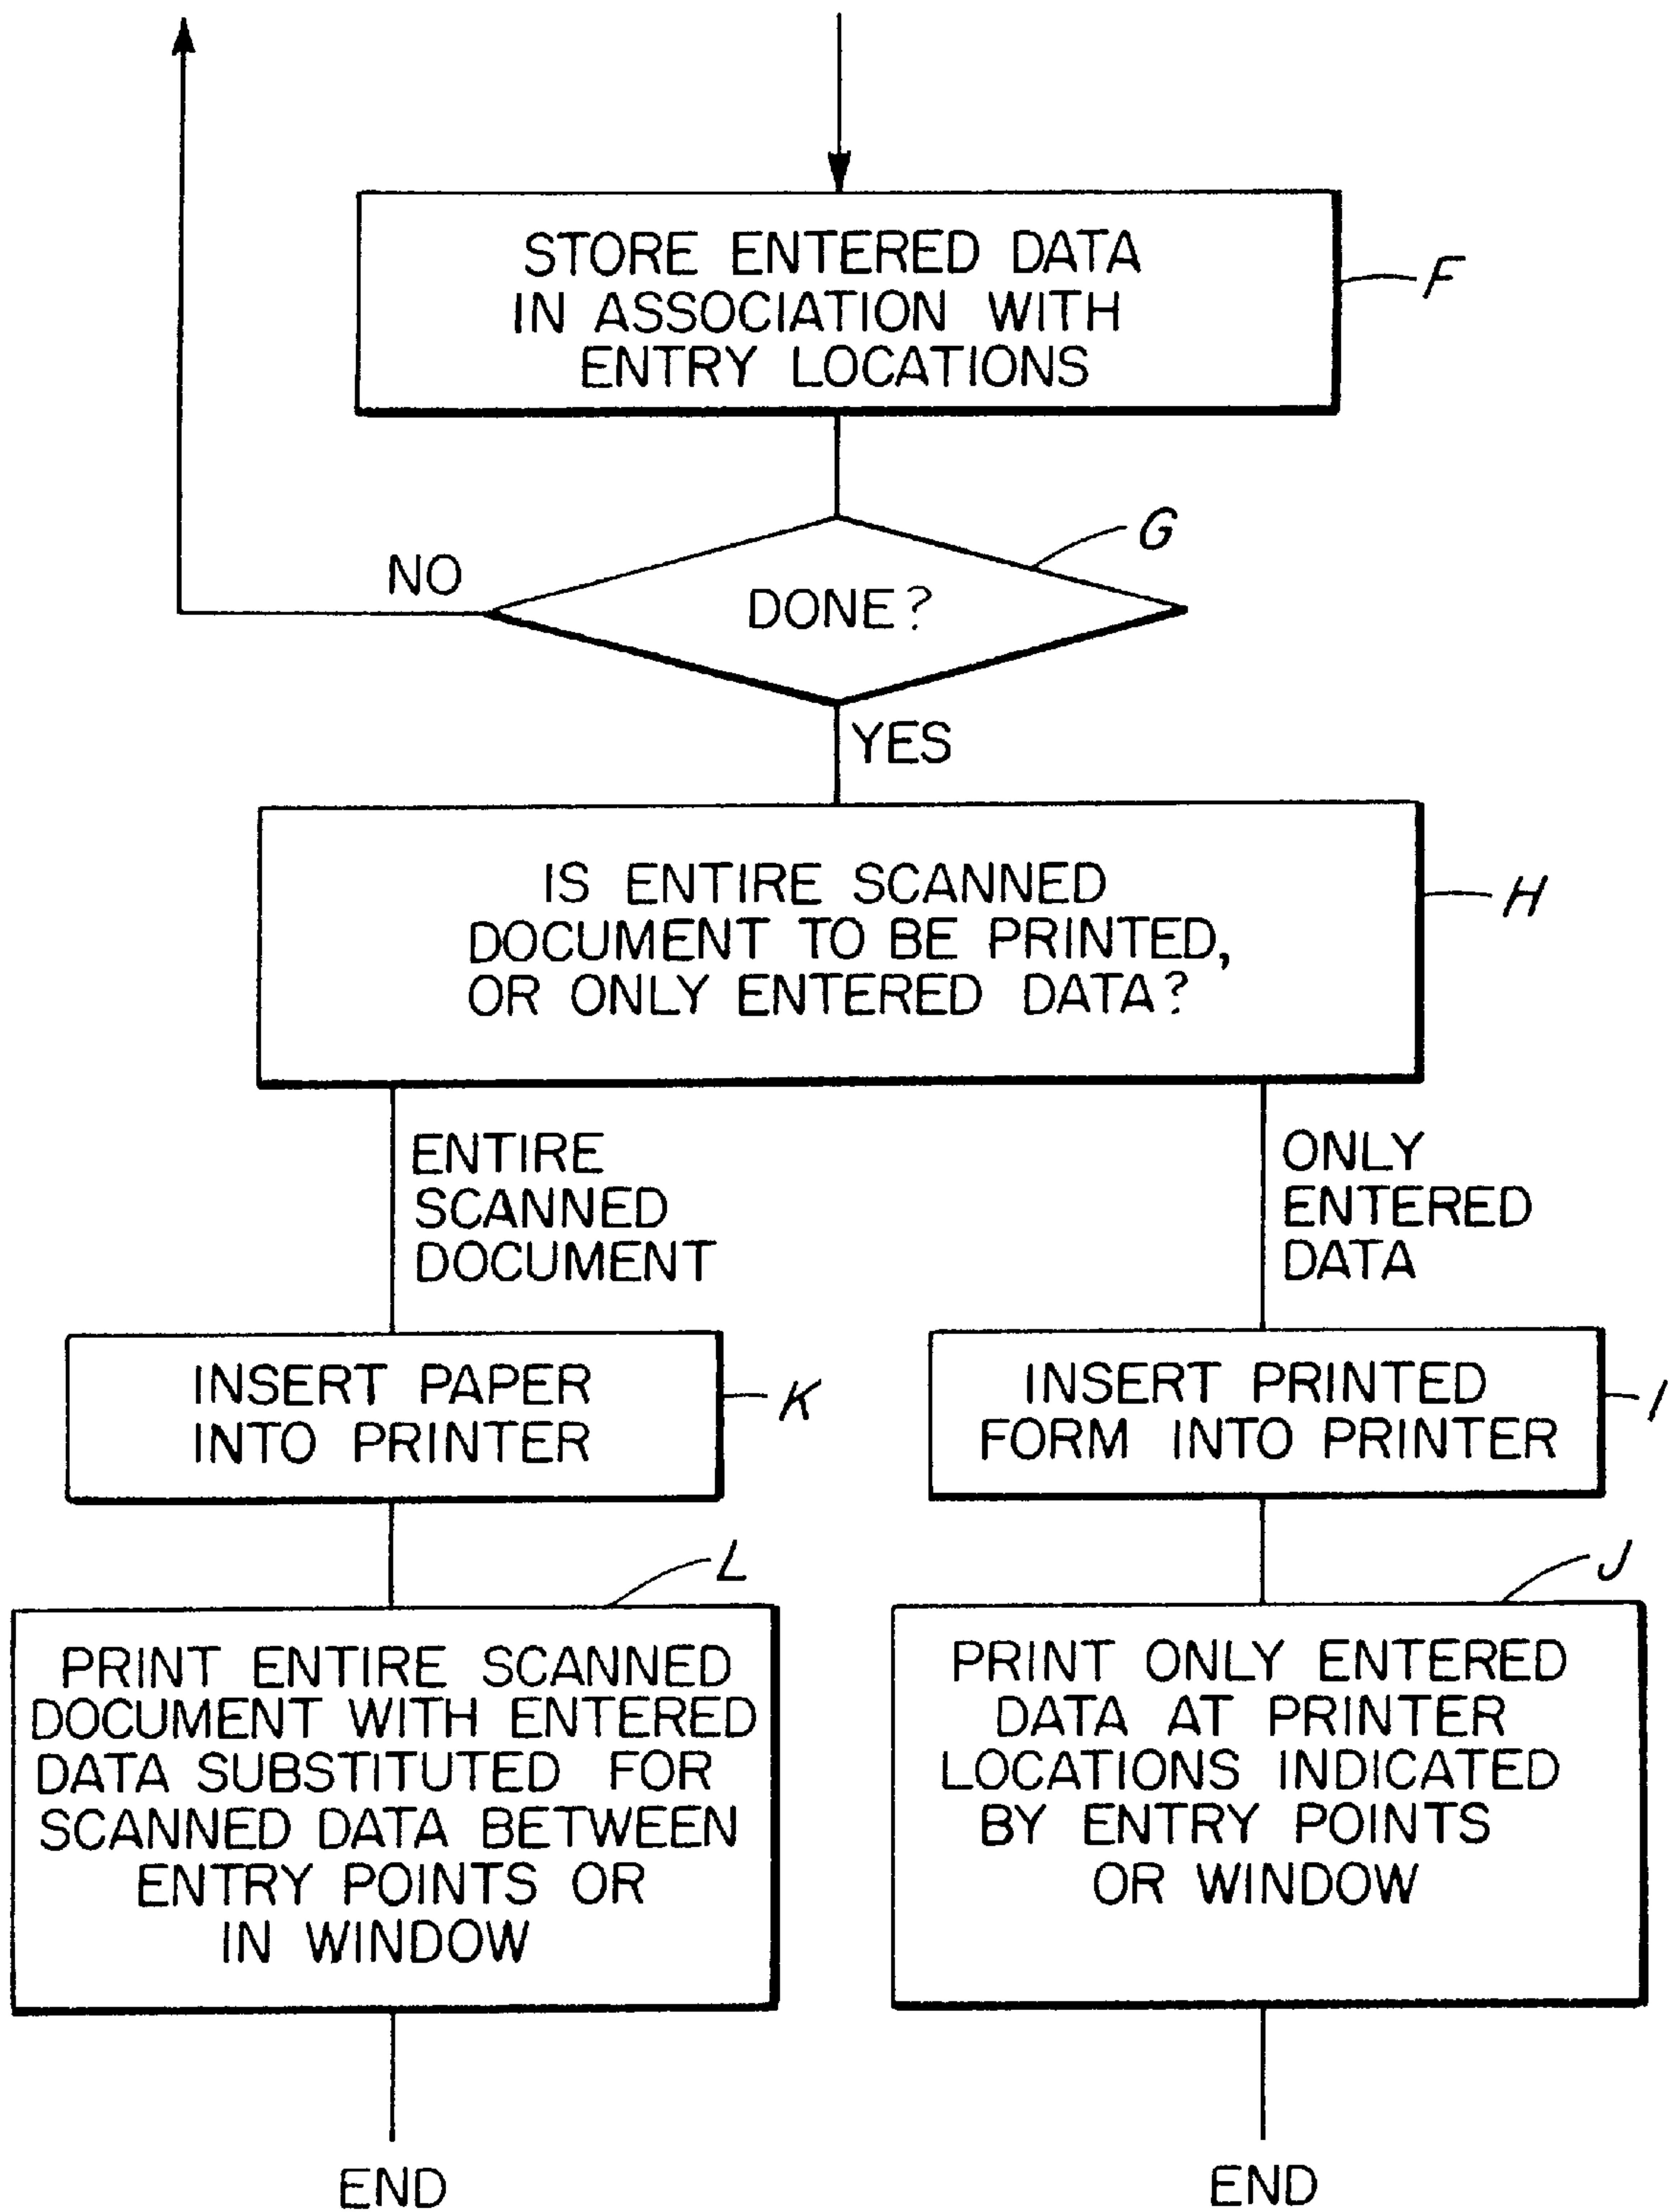 STORE ENTERED DATA
IN ASSOCIATION WITH
ENTRY LOCATIONS
F
G
NO
DONE?
YES
IS ENTIRE SCANNED
DOCUMENT TO BE PRINTED,
OR ONLY ENTERED DATA?
H
ENTIRE
SCANNED
DOCUMENT
ONLY
ENTERED
DATA
INSERT PAPER
INTO PRINTER
K
INSERT PRINTED
FORM INTO PRINTER
I
L
PRINT ENTIRE SCANNED
DOCUMENT WITH ENTERED
DATA SUBSTITUTED FOR
SCANNED DATA BETWEEN
ENTRY POINTS OR
IN WINDOW
J
PRINT ONLY ENTERED
DATA AT PRINTER
LOCATIONS INDICATED
BY ENTRY POINTS
OR WINDOW
END
END